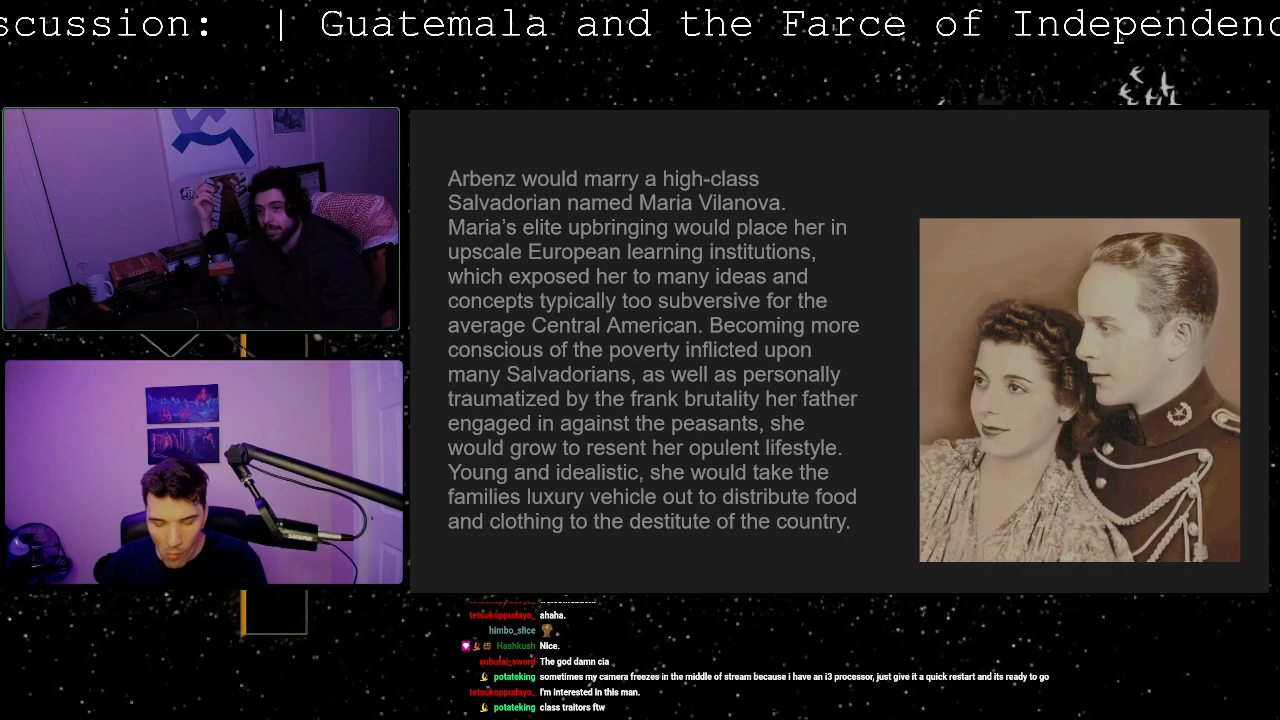 scussion:   | Guatemala and the Farce of Independenc
Arbenz would marry a high-class
Salvadorian named Maria Vilanova.
Maria’s elite upbringing would place her in
upscale European learning institutions,
which exposed her to many ideas and
concepts typically too subversive for the
average Central American. Becoming more
conscious of the poverty inflicted upon
many Salvadorians, as well as personally
traumatized by the frank brutality her father
engaged in against the peasants, she
would grow to resent her opulent lifestyle.
Young and idealistic, she would take the
families luxury vehicle out to distribute food
and clothing to the destitute of the country.
tetsukoppudayo_ ahaha.
himbo_slice
Hashkush Nice.
subutai_sword The god damn cia
potateking sometimes my camera freezes in the middle of stream because i have an i3 processor, just give it a quick restart and its ready to go
tetsukoppudayo_ I'm interested in this man.
potateking class traitors ftw